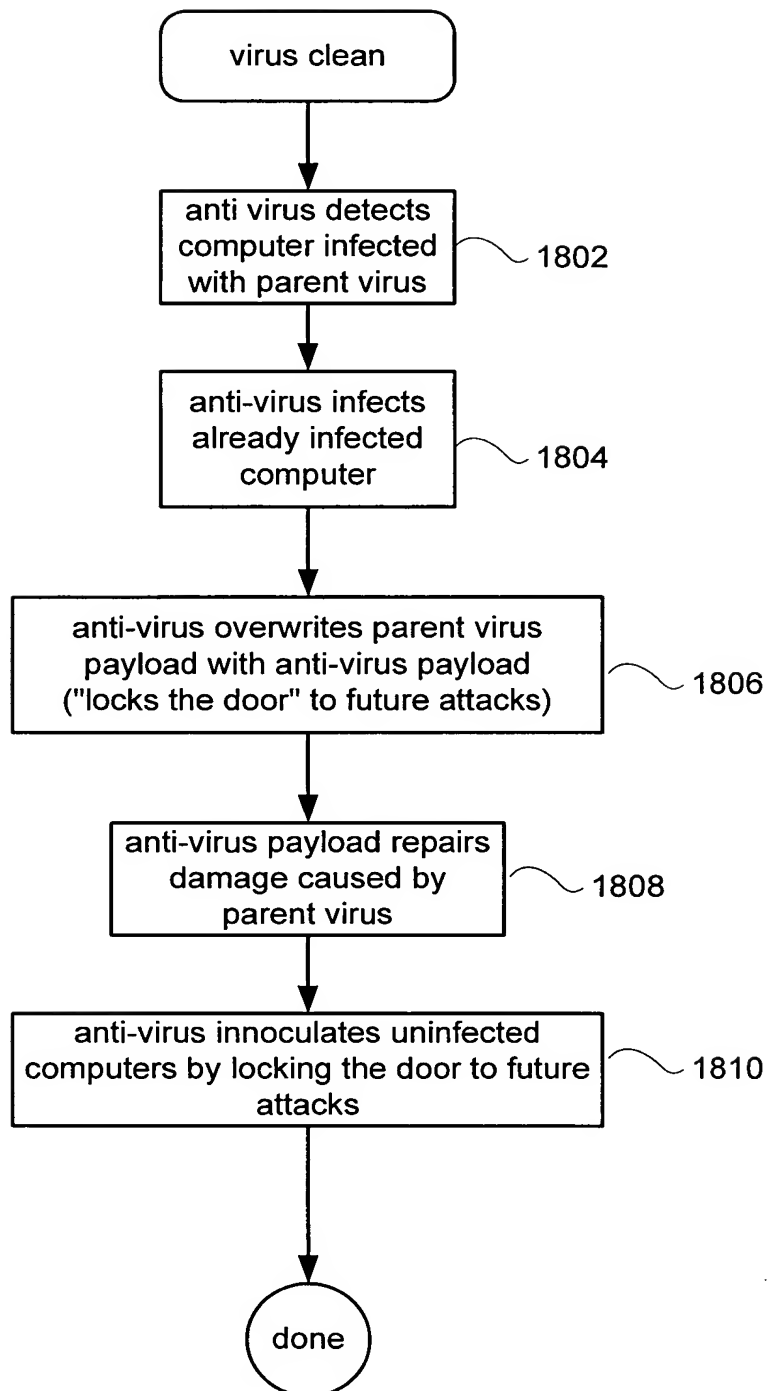 virus clean
anti virus detects
computer infected
with parent virus
1802
anti-virus infects
already infected
computer
1804
anti-virus overwrites parent virus
payload with anti-virus payload
("locks the door" to future attacks)
1806
anti-virus payload repairs
damage caused by
parent virus
1808
anti-virus innoculates uninfected
computers by locking the door to future
attacks
1810
done